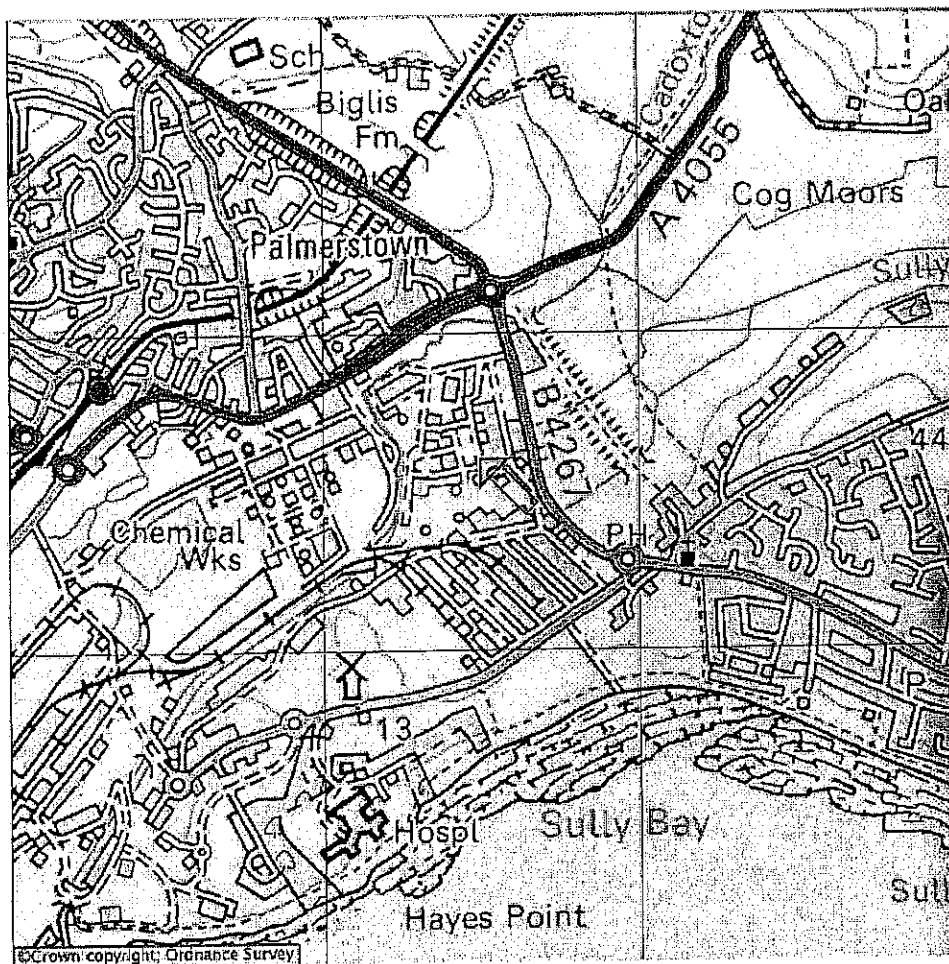 Sch
Biglis
Fm
Cadoxto
A 4055
Oa
Cog Moors
Palmerstown
Sully
B 4267
44
Chemical
Wks
PH
P
13
Hospl
Sully Bay
Sull
Hayes Point
©Crown copyright; Ordnance Survey